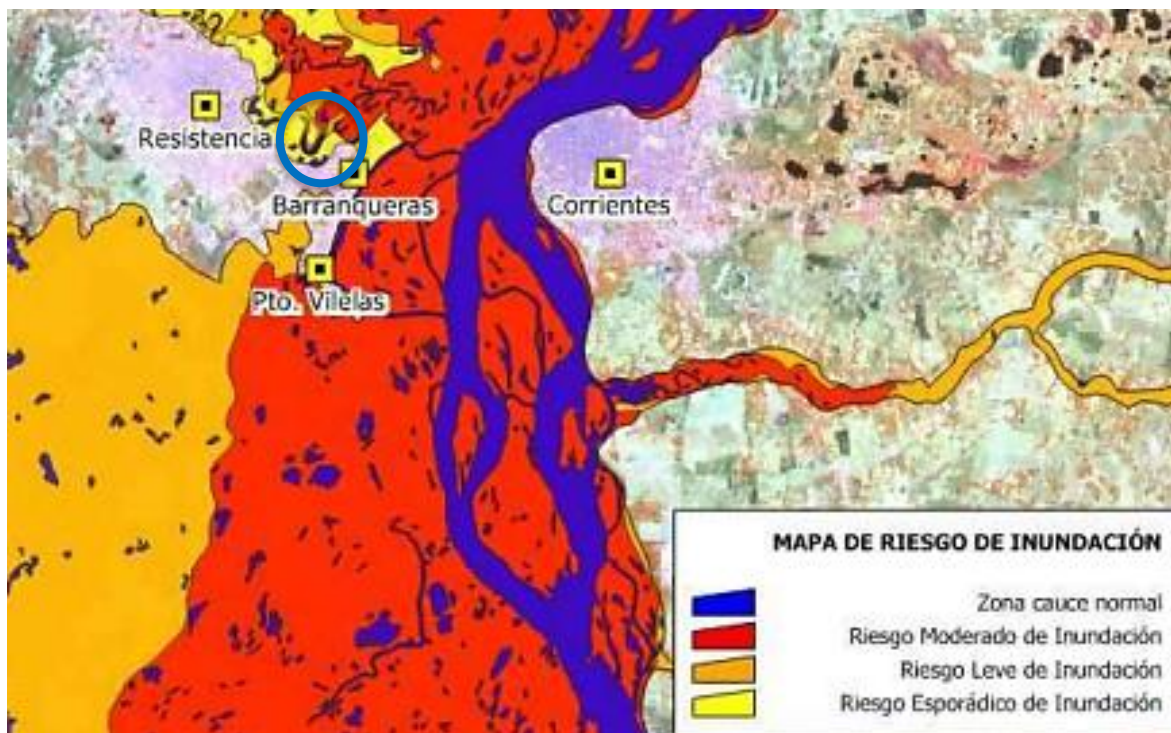 Resistencia
Barranqueras
Corrientes
Pto. Vilelas
MAPA DE RIESGO DE INUNDACIÓN
Zona cauce normal
Riesgo Moderado de Inundación
Riesgo Leve de Inundación
Riesgo Esporádico de Inundación